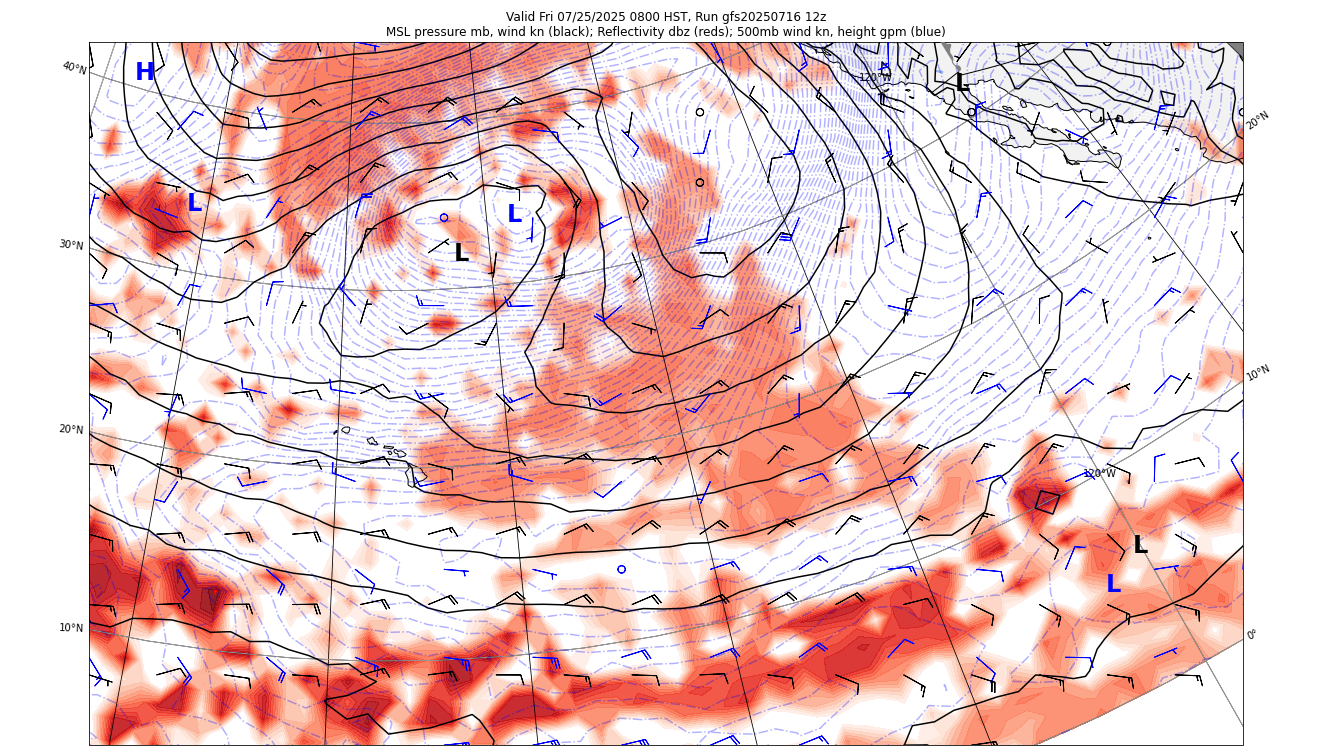 Valid Fri 07/25/2025 0800 HST, Run gfs20250716 12z
MSL pressure mb, wind kn (black); Reflectivity dbz (reds); 500mb wind kn, height gpm (blue)
40°N
H
120°W
L
20°N
L
L
30°N
L
10°N
20°N
120°W
L
L
10°N
0°